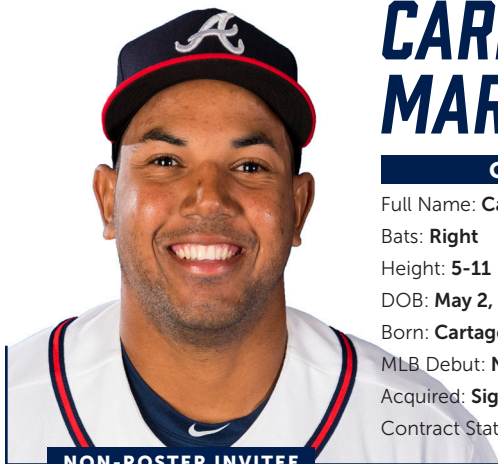 CAR
MAR
Full Name: Ca
Bats: Right
Height: 5-11
DOB: May 2,
Born: Cartage
MLB Debut: N
Acquired: Sig
Contract Stat
NON-ROSTER INVITEE